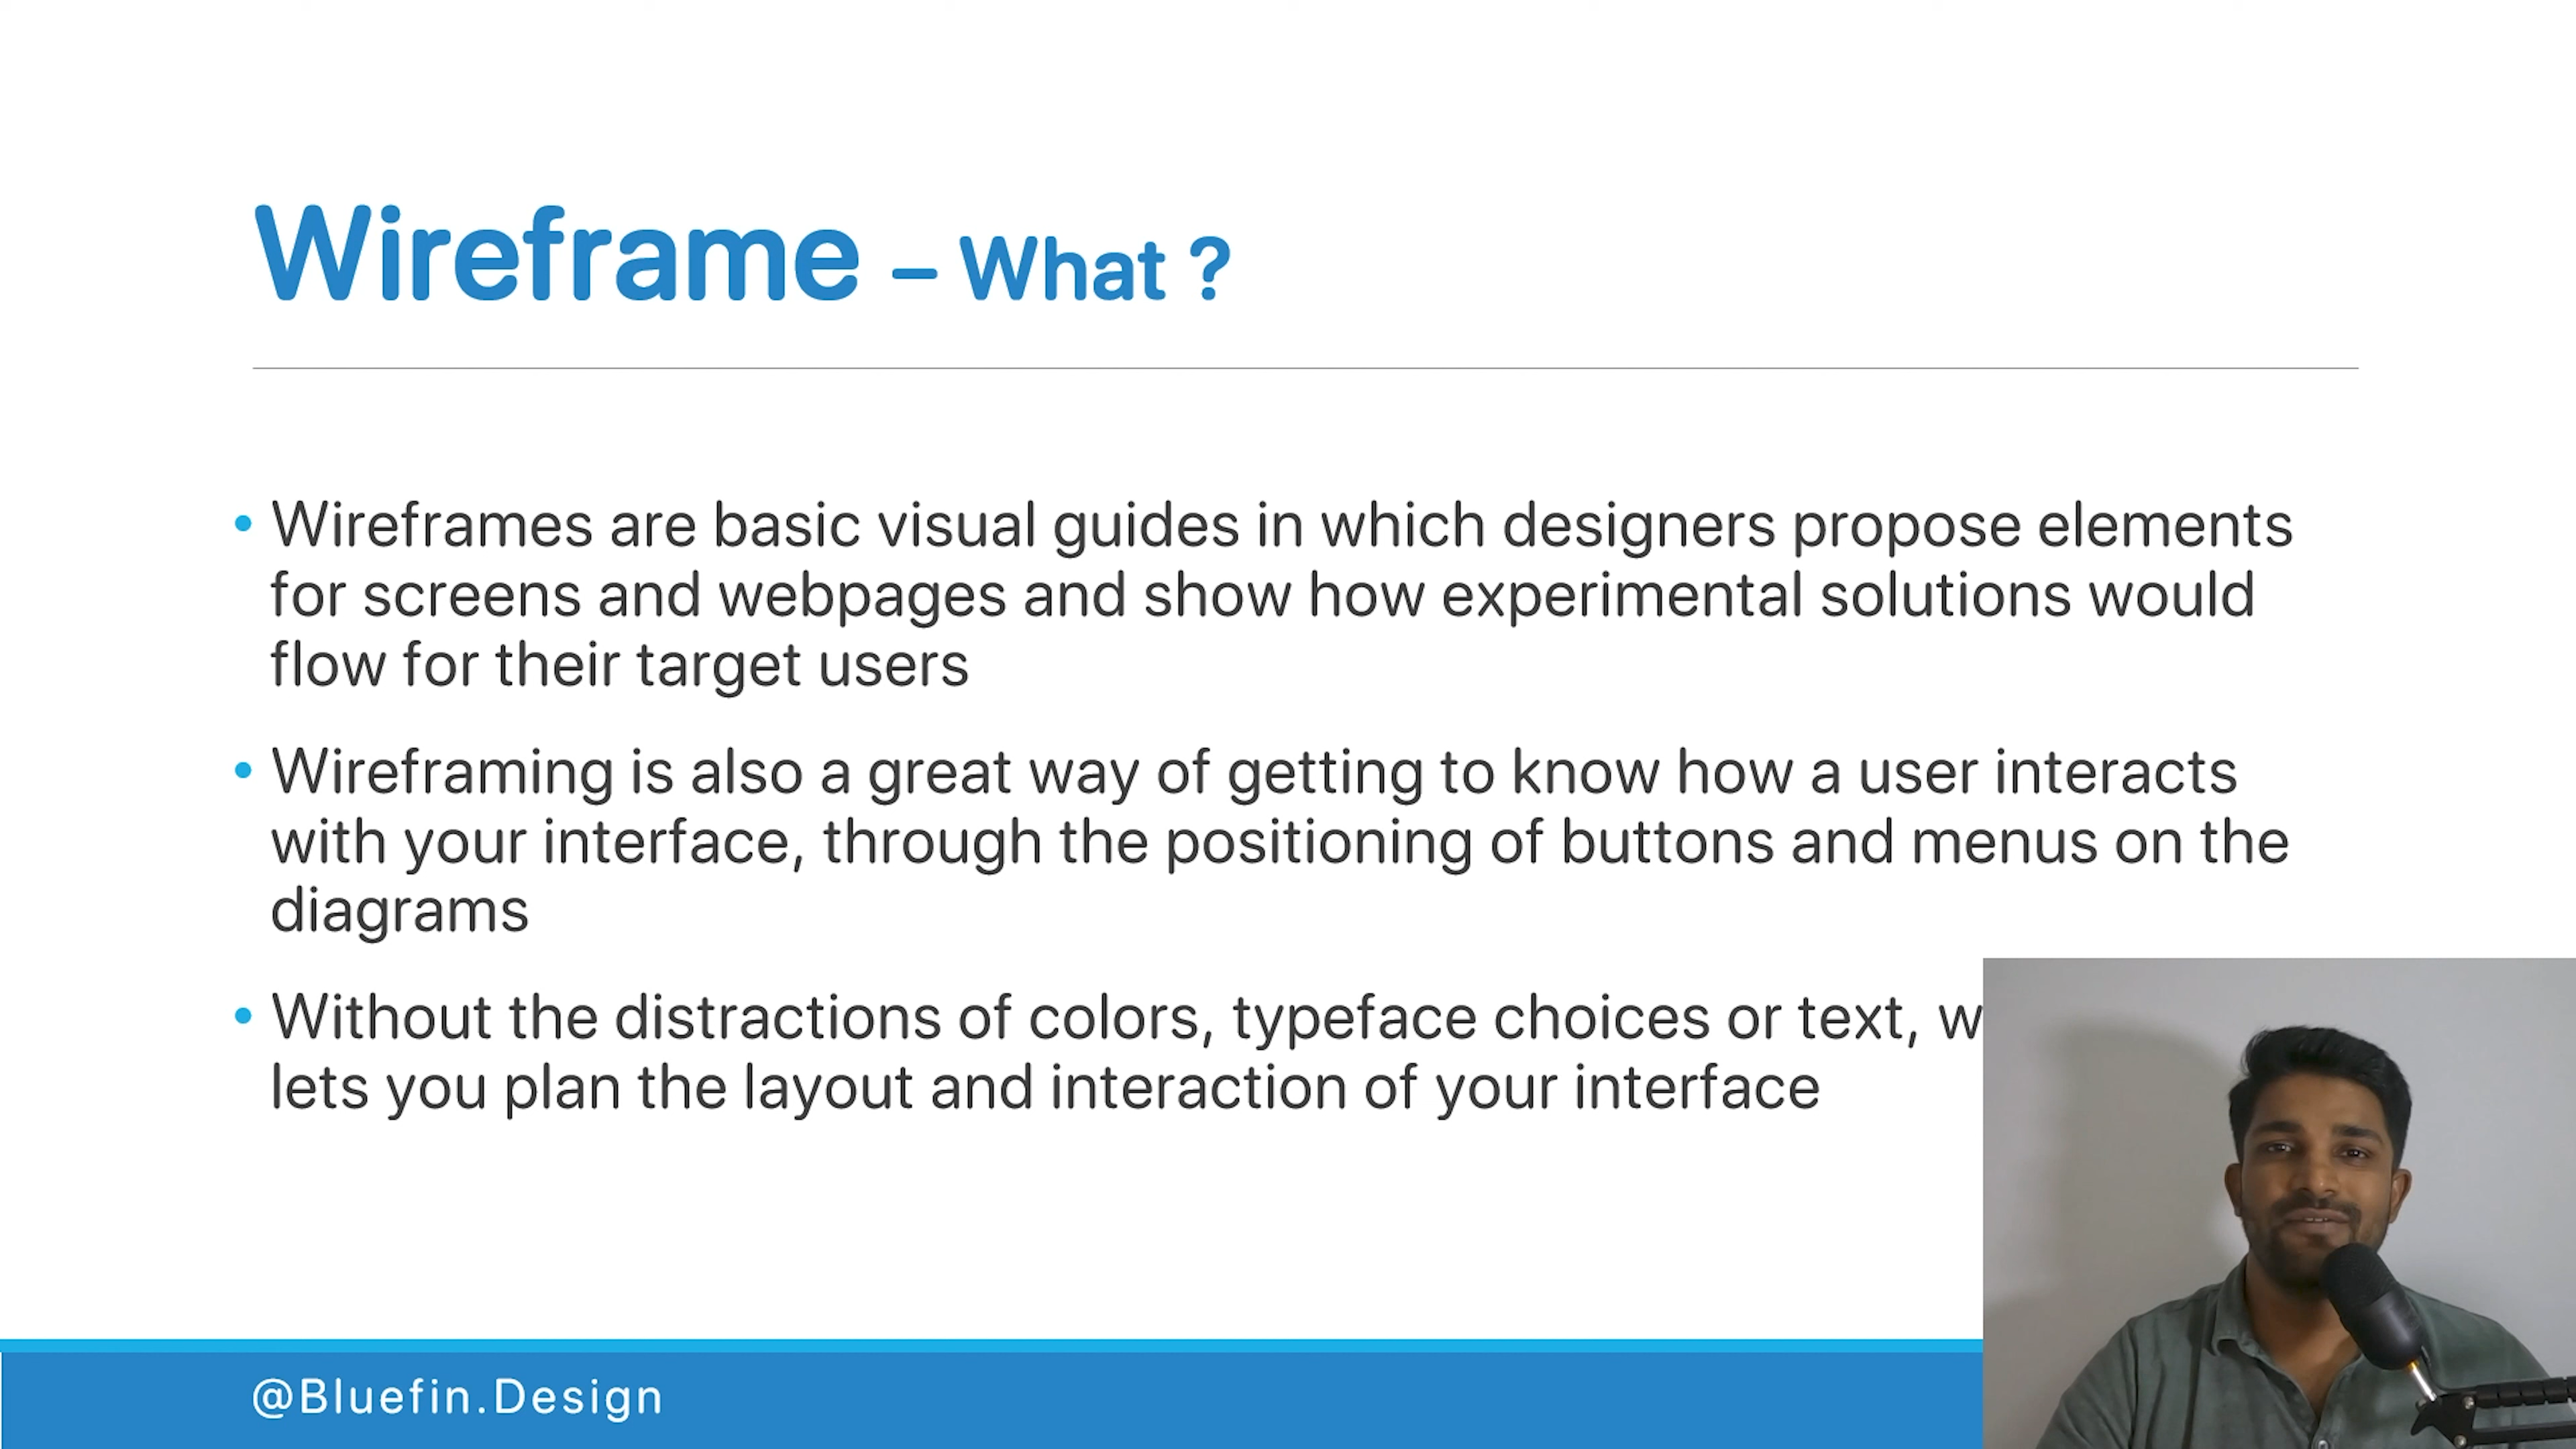 Wireframe – What ?
• Wireframes are basic visual guides in which designers propose elements
for screens and webpages and show how experimental solutions would
flow for their target users
• Wireframing is also a great way of getting to know how a user interacts
with your interface, through the positioning of buttons and menus on the
diagrams
• Without the distractions of colors, typeface choices or text,
lets you plan the layout and interaction of your interface
@Bluefin.Design